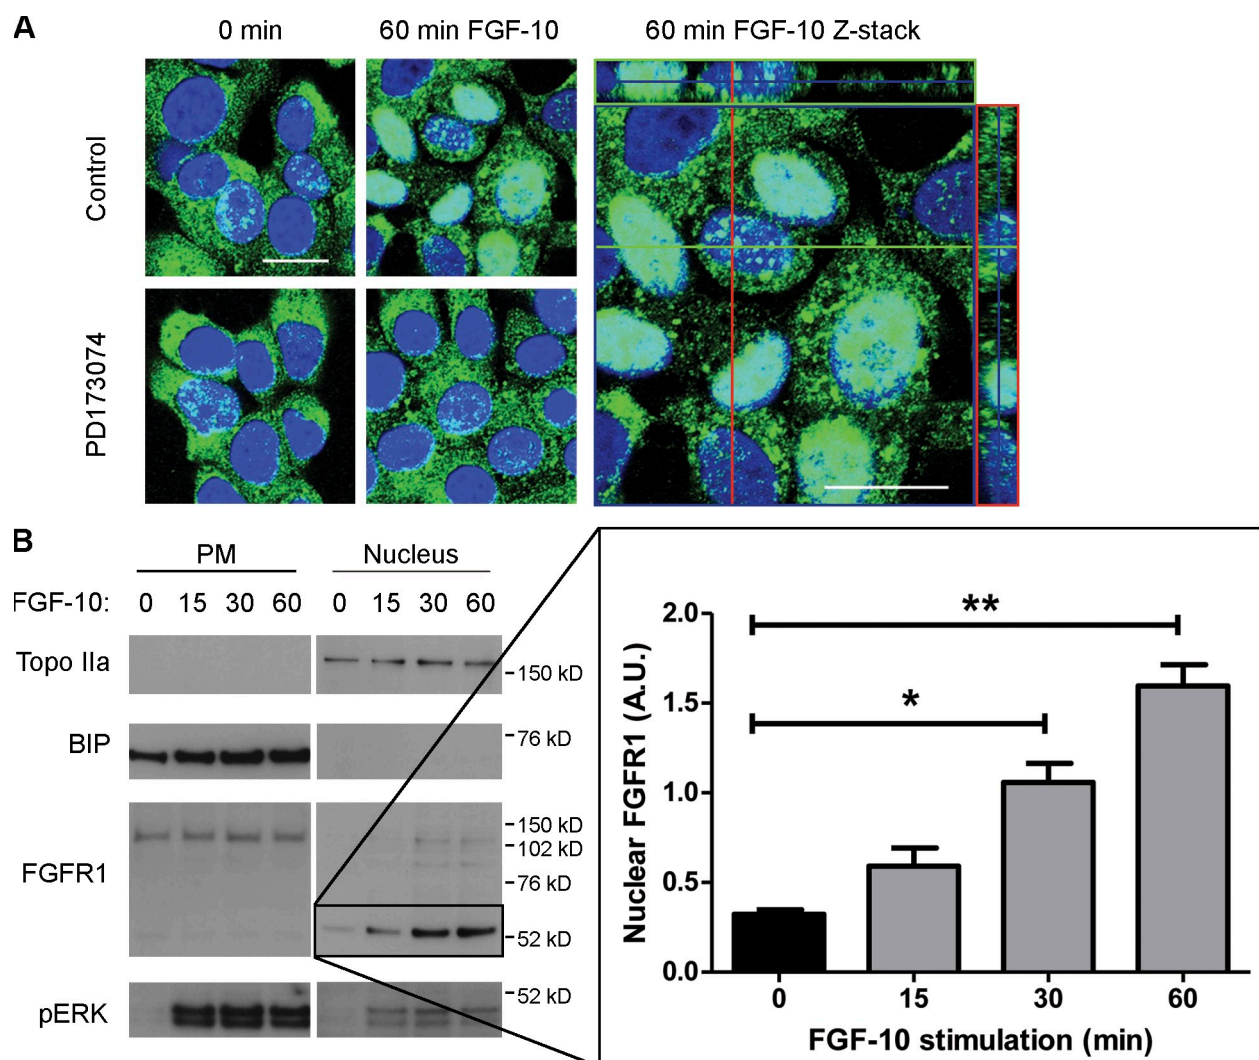 A
0 min
60 min FGF-10
60 min FGF-10 Z-stack
Control
PD173074
B
PM
Nucleus
FGF-10:
0 15 30 60
0 15 30 60
Topo IIa
150 kD
BIP
76 kD
FGFR1
150 kD
102 kD
76 kD
52 kD
pERK
52 kD
Nuclear FGFR1 (A.U.)
2.0
1.5
1.0
0.5
0.0
**
*
0 15 30 60
FGF-10 stimulation (min)